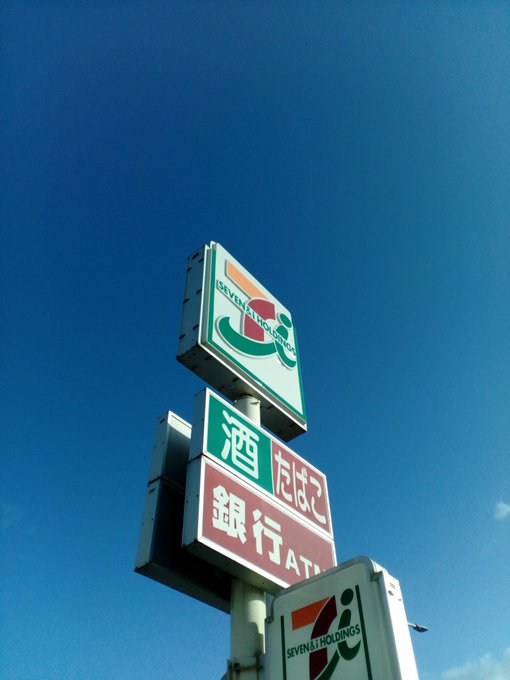 SEVEN&i HOLDINGS
酒 たばこ
銀行ATM
SEVEN&i HOLDINGS